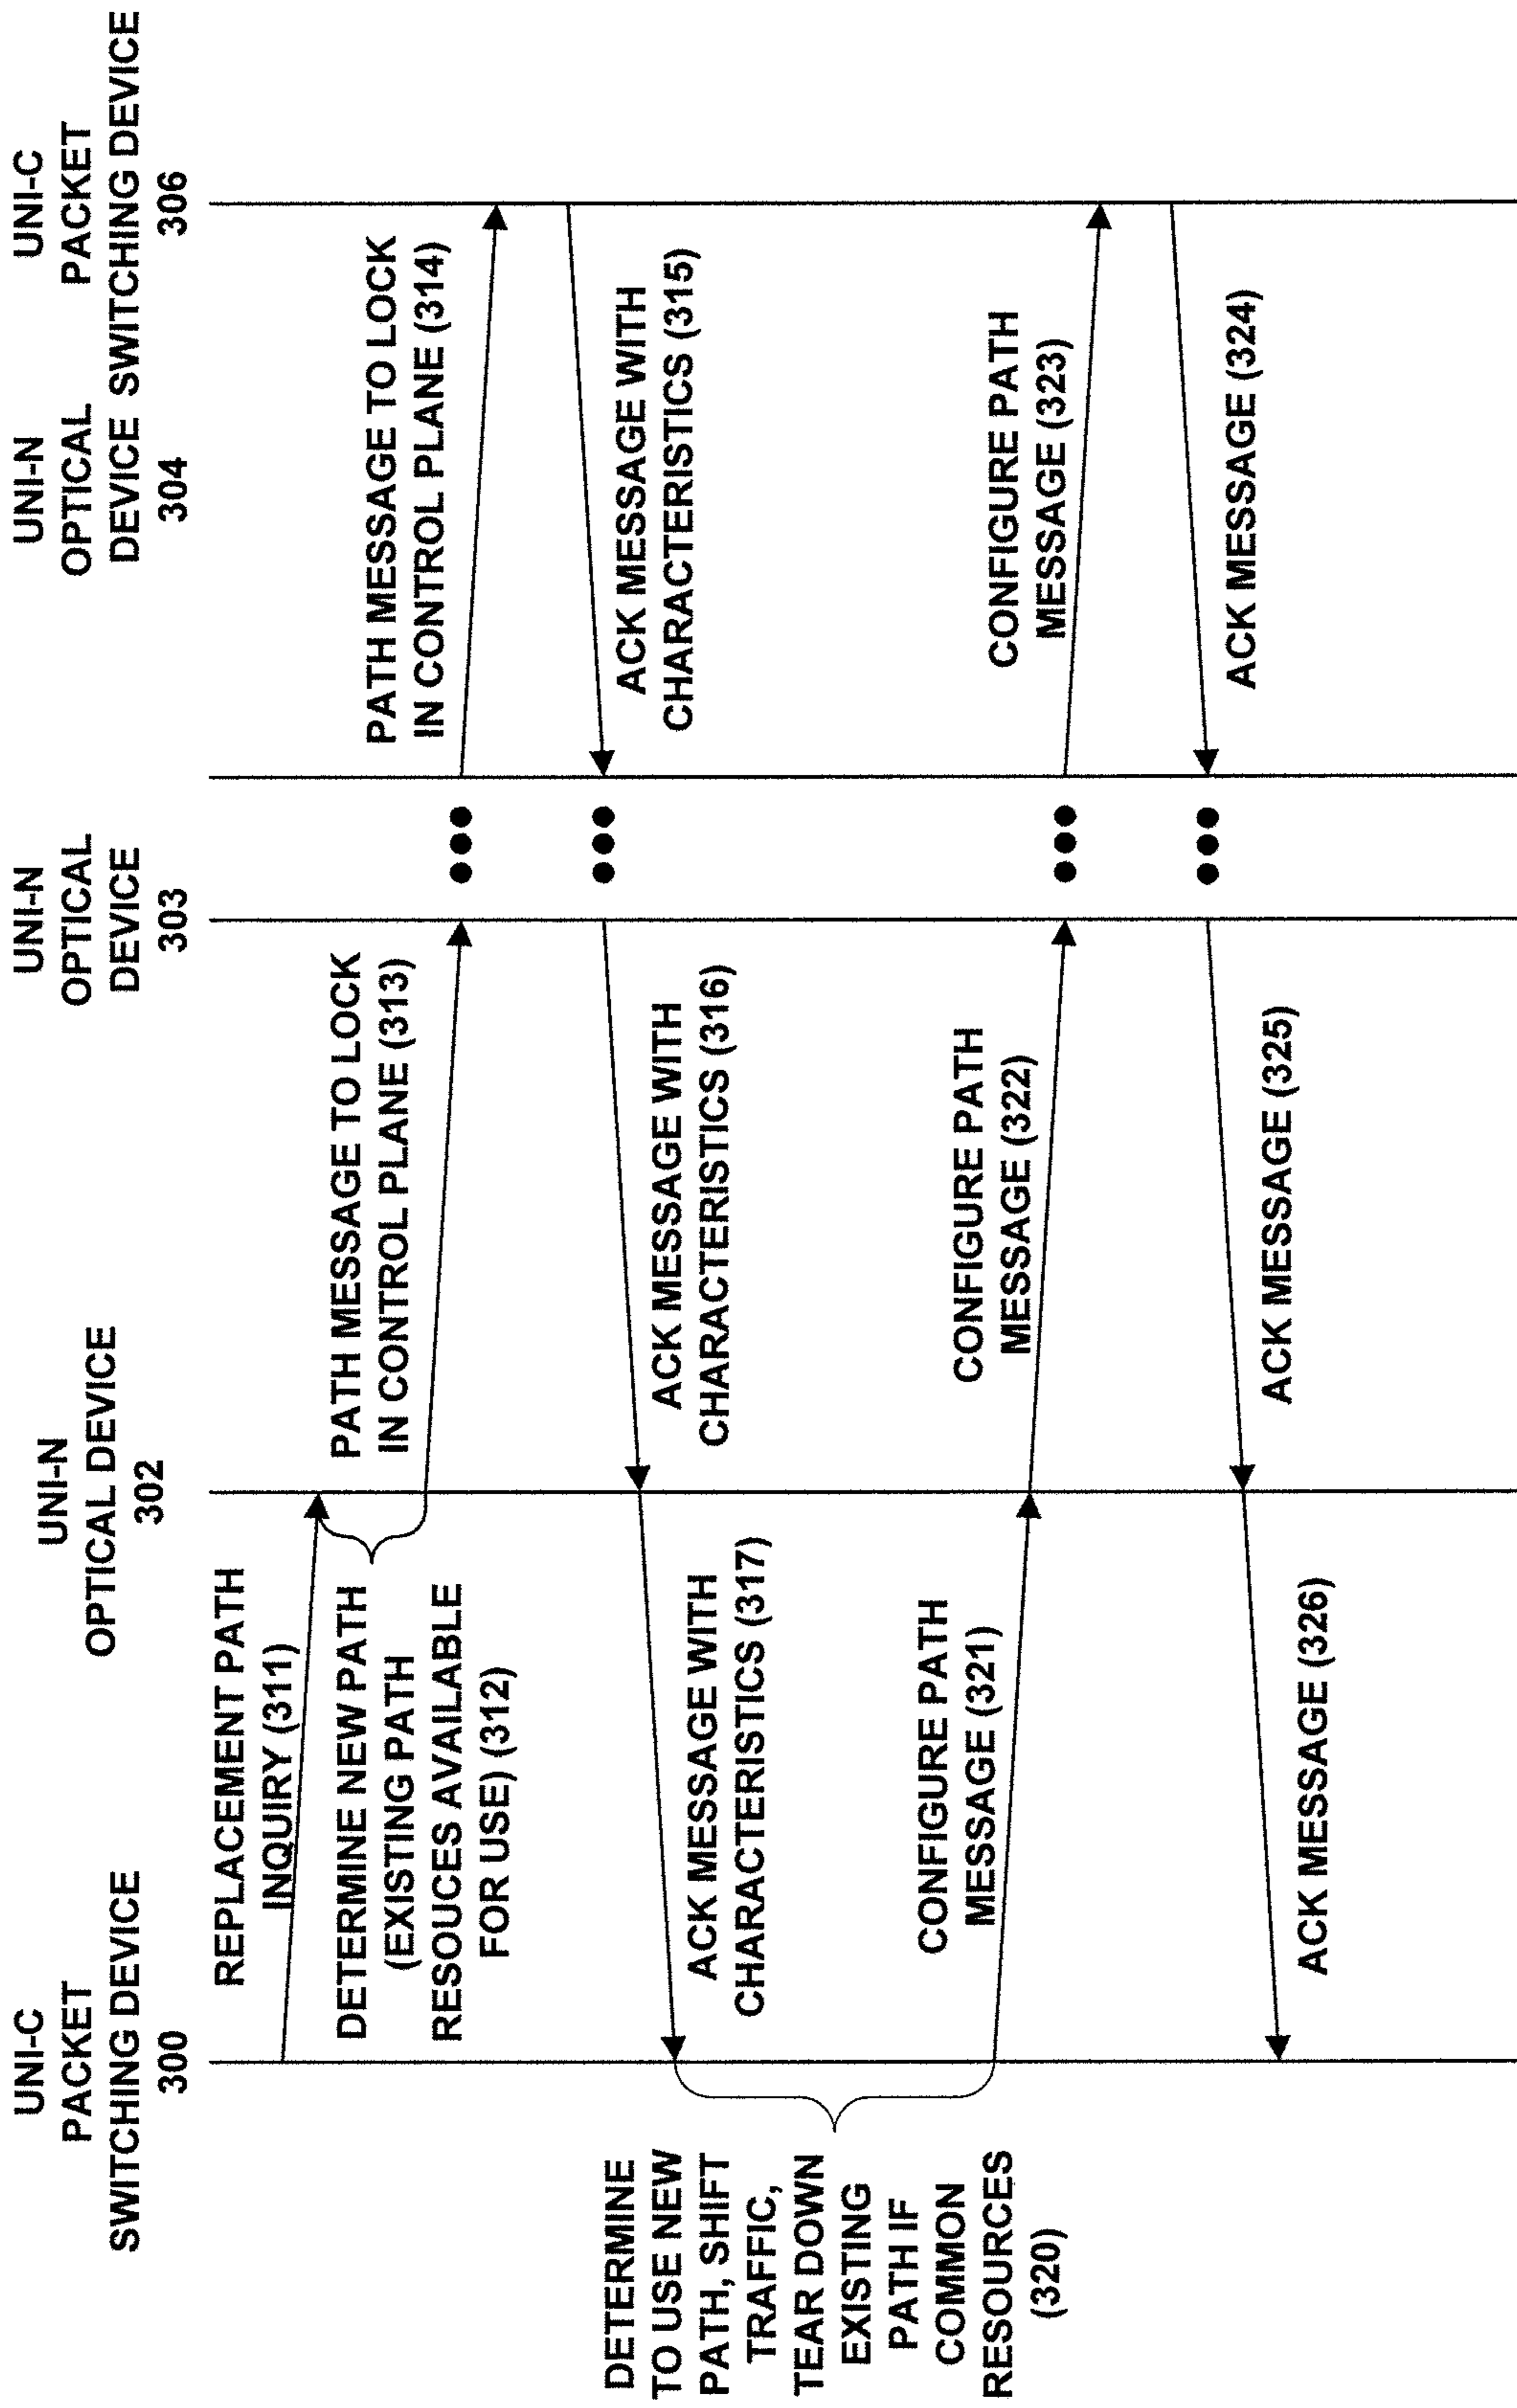 UNI-C
PACKET
SWITCHING DEVICE
300
UNI-N
OPTICAL DEVICE
302
UNI-N
OPTICAL
DEVICE
303
UNI-N
OPTICAL
DEVICE
304
UNI-C
PACKET
SWITCHING DEVICE
306
REPLACEMENT PATH
INQUIRY (311)
DETERMINE NEW PATH
(EXISTING PATH
RESOUCES AVAILABLE
FOR USE) (312)
PATH MESSAGE TO LOCK
IN CONTROL PLANE (313)
PATH MESSAGE TO LOCK
IN CONTROL PLANE (314)
ACK MESSAGE WITH
CHARACTERISTICS (315)
ACK MESSAGE WITH
CHARACTERISTICS (316)
ACK MESSAGE WITH
CHARACTERISTICS (317)
DETERMINE
TO USE NEW
PATH, SHIFT
TRAFFIC,
TEAR DOWN
EXISTING
PATH IF
COMMON
RESOURCES
(320)
CONFIGURE PATH
MESSAGE (321)
CONFIGURE PATH
MESSAGE (322)
CONFIGURE PATH
MESSAGE (323)
ACK MESSAGE (324)
ACK MESSAGE (325)
ACK MESSAGE (326)